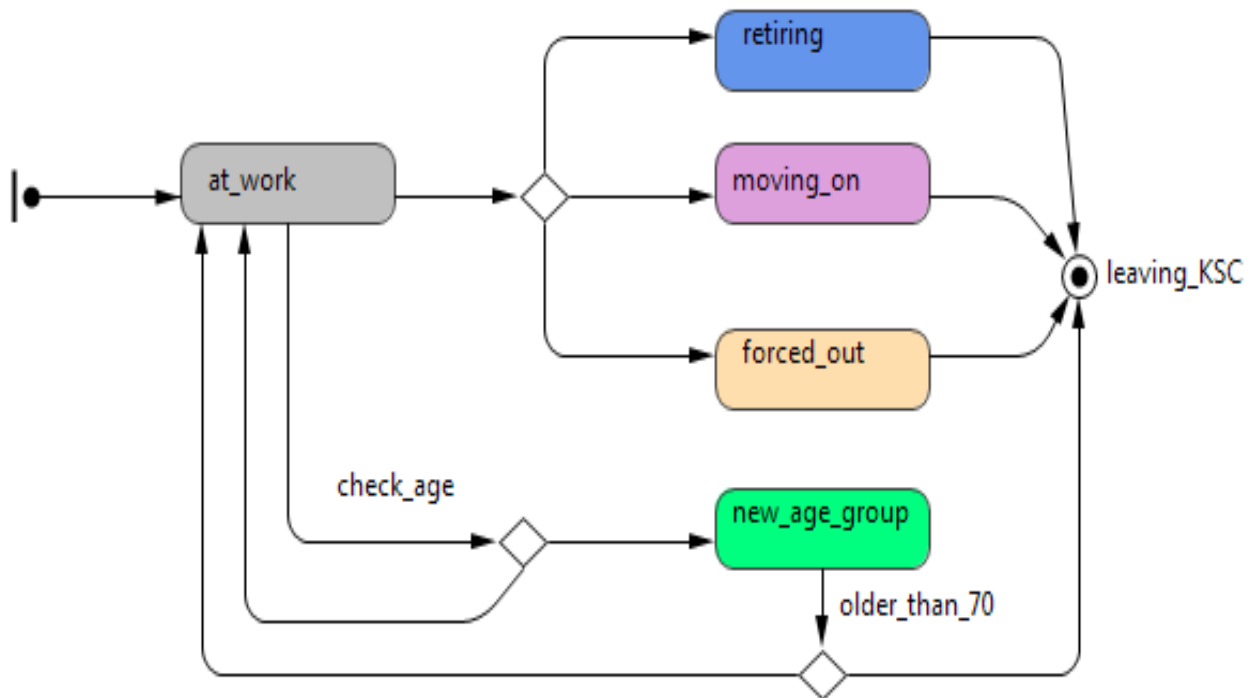 retiring
at_work
moving_on
leaving_KSC
forced_out
check_age
new_age_group
older_than_70